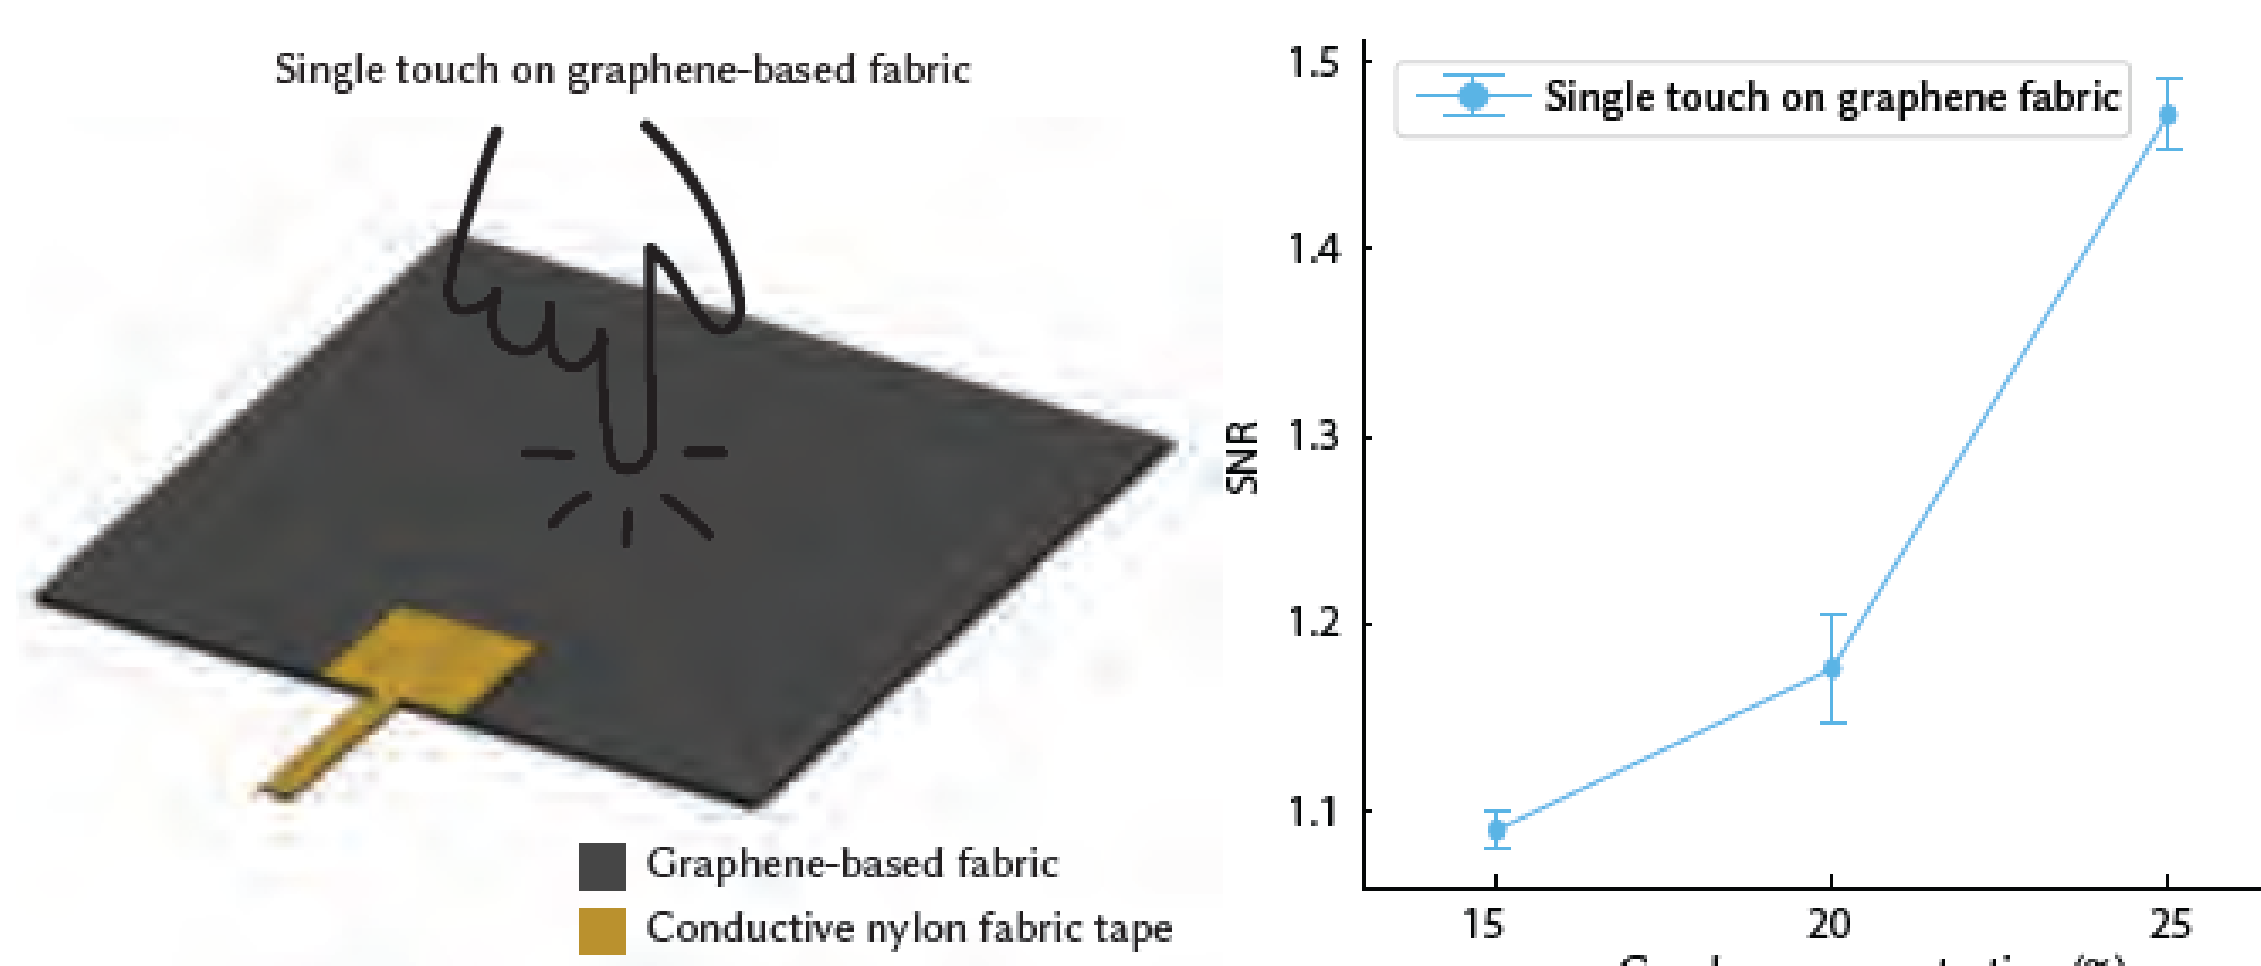 Single touch on graphene-based fabric
Graphene-based fabric
Conductive nylon fabric tape
Single touch on graphene fabric
SNR
1.5
1.4
1.3
1.2
1.1
15 20 25
(%)